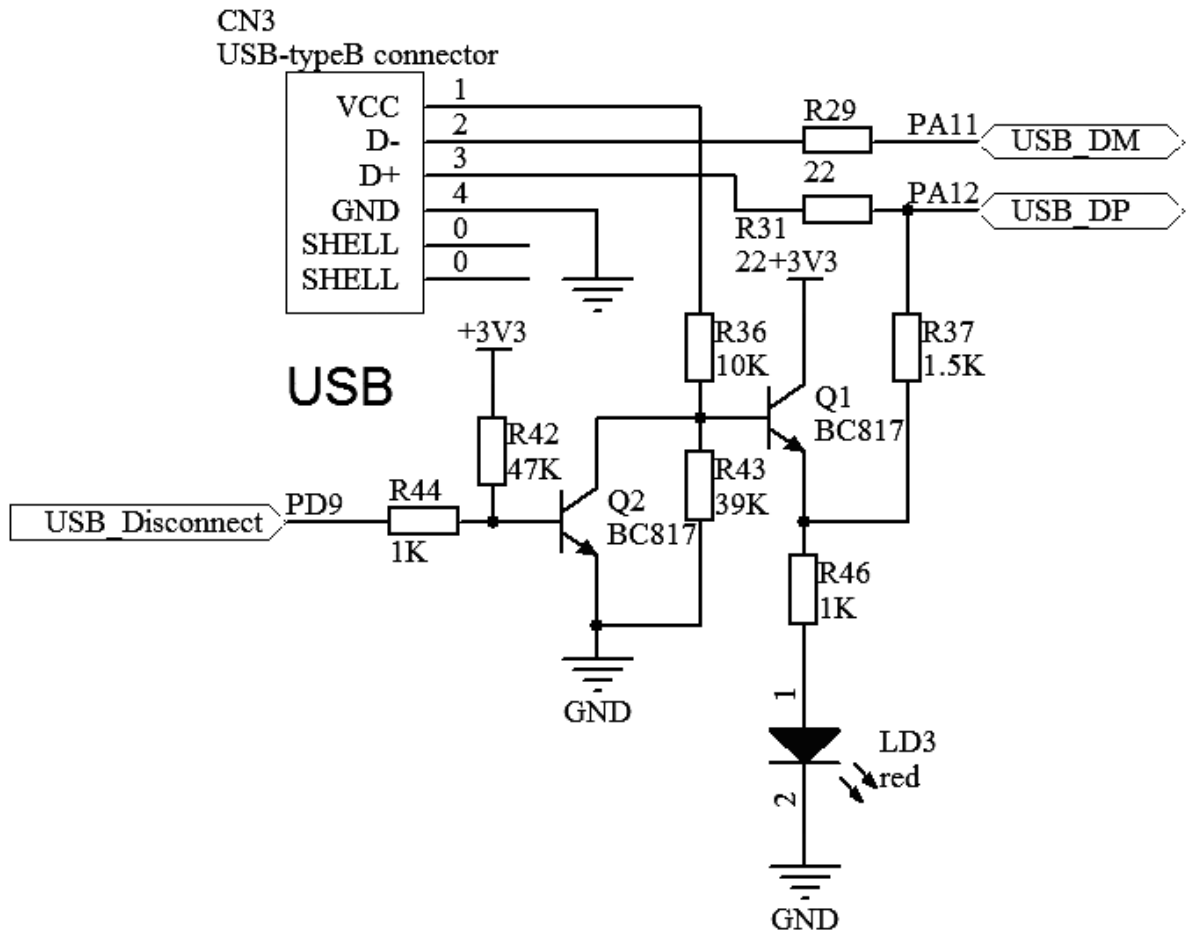 CN3
USB-typeB connector
VCC 1
D- 2
D+ 3
GND 4
SHELL 0
SHELL 0
R29
22
PA11
USB_DM
R31
22
PA12
USB_DP
+3V3
+3V3
R36
10K
R37
1.5K
USB
R42
47K
Q1
BC817
R43
39K
USB_Disconnect
PD9
R44
1K
Q2
BC817
R46
1K
GND
1
LD3
red
2
GND